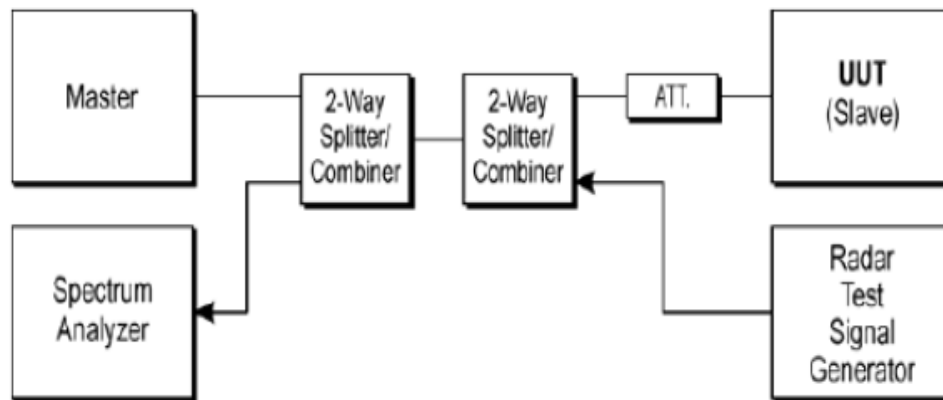 Master
2-Way
Splitter/
Combiner
2-Way
Splitter/
Combiner
ATT.
UUT
(Slave)
Spectrum
Analyzer
Radar
Test
Signal
Generator